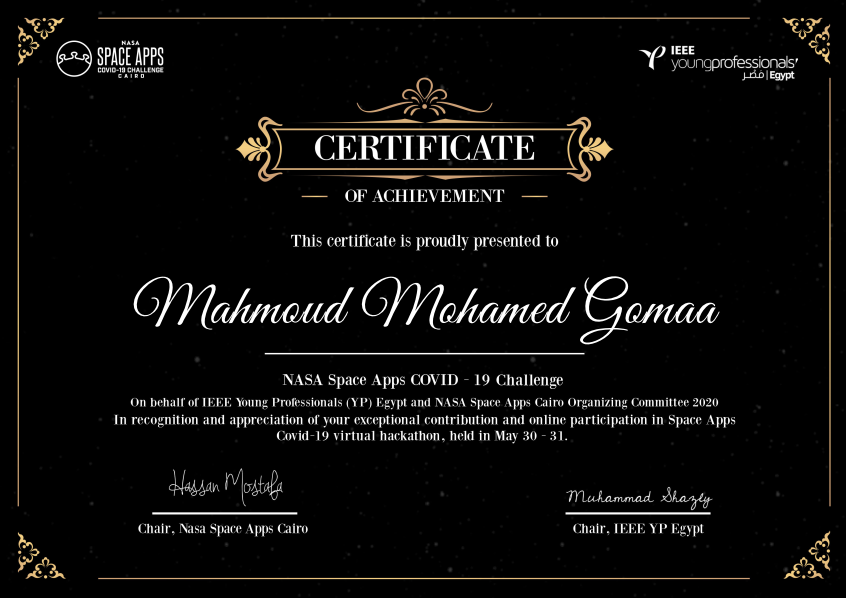 NASA
SPACE APPS
COVID-19 CHALLENGE
CAIRO
IEEE
youngprofessionals'
مصر | Egypt
CERTIFICATE
OF ACHIEVEMENT
This certificate is proudly presented to
Mahmoud Mohamed Gomaa
NASA Space Apps COVID - 19 Challenge
On behalf of IEEE Young Professionals (YP) Egypt and NASA Space Apps Cairo Organizing Committee 2020
In recognition and appreciation of your exceptional contribution and online participation in Space Apps
Covid-19 virtual hackathon, held in May 30 - 31.
Hassan Mostafa
Chair, Nasa Space Apps Cairo
Muhammad Shazly
Chair, IEEE YP Egypt